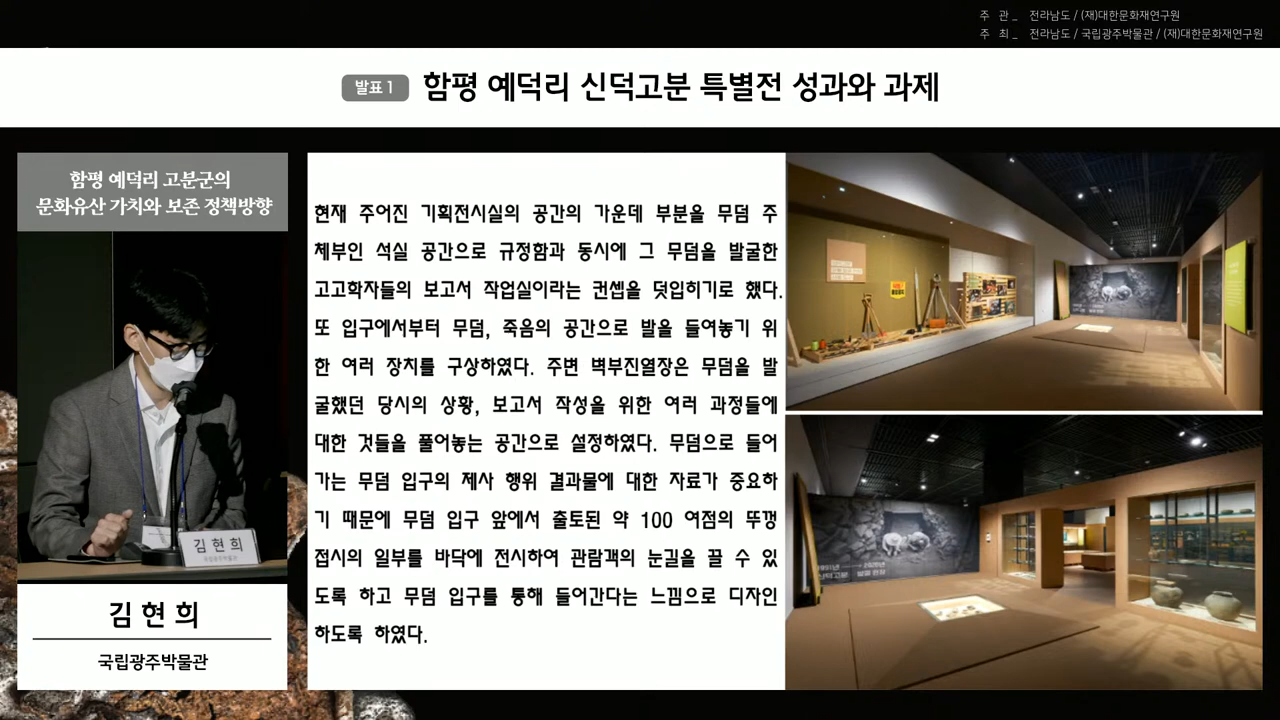 주 관 _ 전라남도 / (재)대한문화재연구원
주 최 _ 전라남도 / 국립광주박물관 / (재)대한문화재연구원
발표 1 함평 예덕리 신덕고분 특별전 성과와 과제
함평 예덕리 고분군의
문화유산 가치와 보존 정책방향
김현희
국립광주박물관
김 현 희
국립광주박물관
현재 주어진 기획전시실의 공간의 가운데 부분을 무덤 주
체부인 석실 공간으로 규정함과 동시에 그 무덤을 발굴한
고고학자들의 보고서 작업실이라는 컨셉을 덧입히기로 했다.
또 입구에서부터 무덤, 죽음의 공간으로 발을 들여놓기 위
한 여러 장치를 구상하였다. 주변 벽부진열장은 무덤을 발
굴했던 당시의 상황, 보고서 작성을 위한 여러 과정들에
대한 것들을 풀어놓는 공간으로 설정하였다. 무덤으로 들어
가는 무덤 입구의 제사 행위 결과물에 대한 자료가 중요하
기 때문에 무덤 입구 앞에서 출토된 약 100 여점의 뚜껑
접시의 일부를 바닥에 전시하여 관람객의 눈길을 끌 수 있
도록 하고 무덤 입구를 통해 들어간다는 느낌으로 디자인
하도록 하였다.